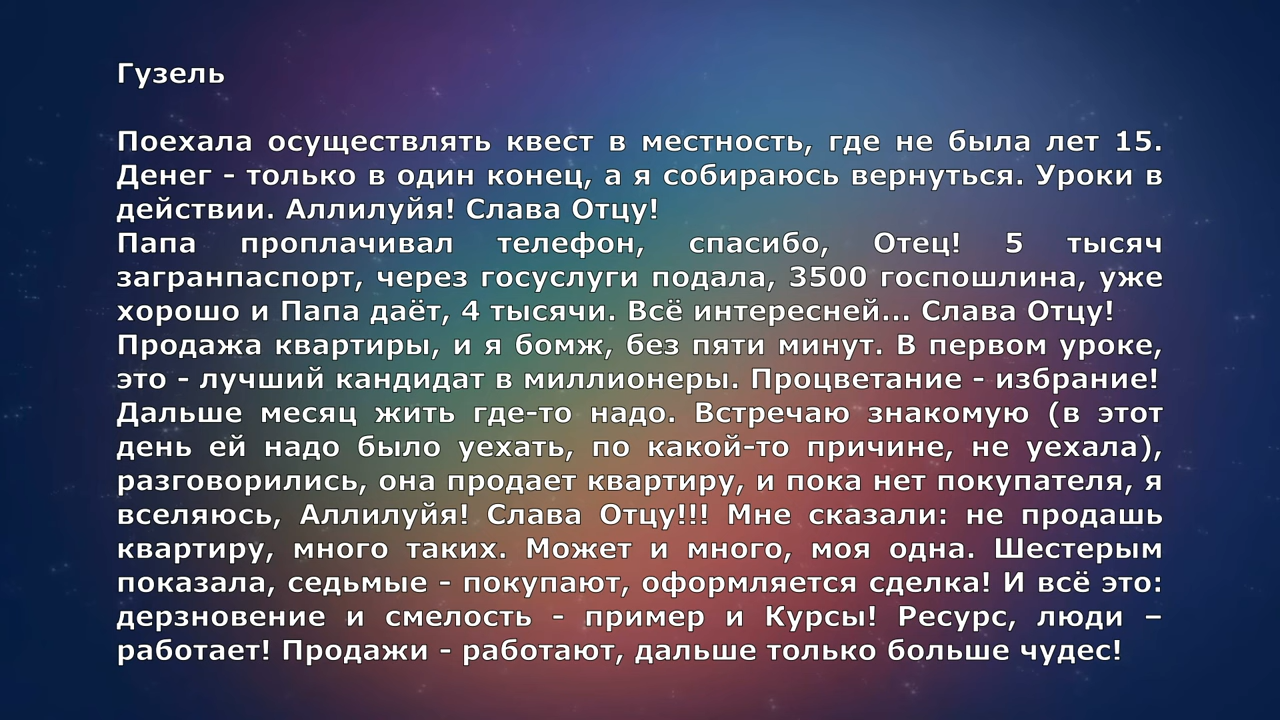 Гузель
Поехала осуществлять квест в местность, где не была лет 15.
Денег - только в один конец, а я собираюсь вернуться. Уроки в
действии. Аллилуйя! Слава Отцу!
Папа проплачивал телефон, спасибо, Отец! 5 тысяч
загранпаспорт, через госуслуги подала, 3500 госпошлина, уже
хорошо и Папа даёт, 4 тысячи. Всё интересней... Слава Отцу!
Продажа квартиры, и я бомж, без пяти минут. В первом уроке,
это - лучший кандидат в миллионеры. Процветание - избрание!
Дальше месяц жить где-то надо. Встречаю знакомую (в этот
день ей надо было уехать, по какой-то причине, не уехала),
разговорились, она продает квартиру, и пока нет покупателя, я
вселяюсь, Аллилуйя! Слава Отцу!!! Мне сказали: не продашь
квартиру, много таких. Может и много, моя одна. Шестерым
показала, седьмые - покупают, оформляется сделка! И всё это:
дерзновение и смелость - пример и Курсы! Ресурс, люди –
работает! Продажи - работают, дальше только больше чудес!